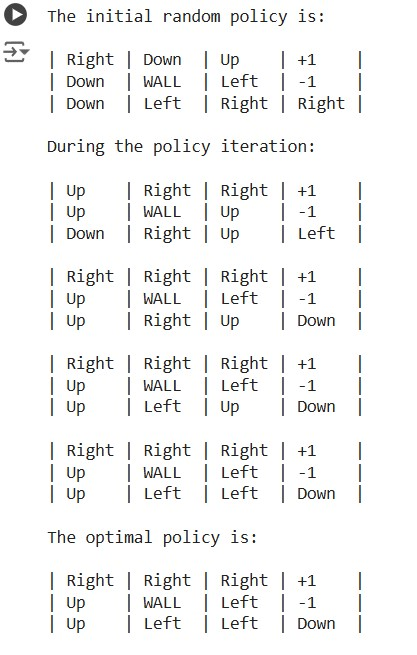 The initial random policy is:
| Right | Down | Up | +1 |
| Down | WALL | Left | -1 |
| Down | Left | Right | Right |
During the policy iteration:
| Up | Right | Right | +1 |
| Up | WALL | Up | -1 |
| Down | Right | Up | Left |
| Right | Right | Right | +1 |
| Up | WALL | Left | -1 |
| Up | Right | Up | Down |
| Right | Right | Right | +1 |
| Up | WALL | Left | -1 |
| Up | Left | Up | Down |
| Right | Right | Right | +1 |
| Up | WALL | Left | -1 |
| Up | Left | Left | Down |
The optimal policy is:
| Right | Right | Right | +1 |
| Up | WALL | Left | -1 |
| Up | Left | Left | Down |